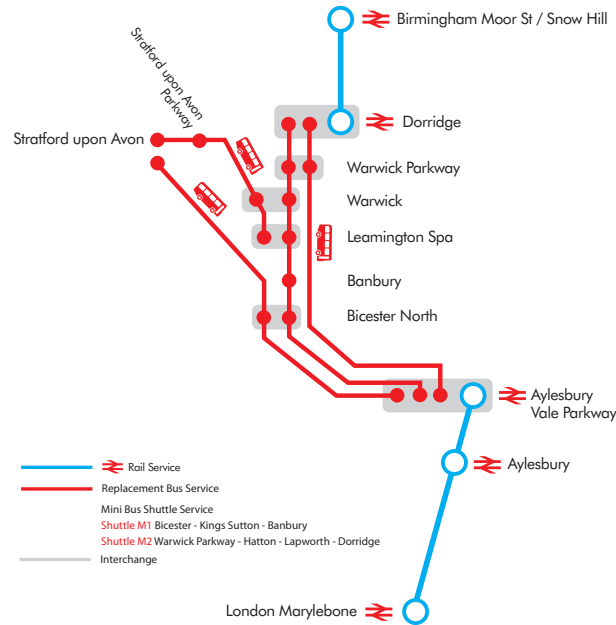 Birmingham Moor St / Snow Hill
Stratford upon Avon
Parkway
Dorridge
Stratford upon Avon
Warwick Parkway
Warwick
Leamington Spa
Banbury
Bicester North
Aylesbury
Vale Parkway
Aylesbury
Rail Service
Replacement Bus Service
Mini Bus Shuttle Service
Shuttle M1 Bicester - Kings Sutton - Banbury
Shuttle M2 Warwick Parkway - Hatton - Lapworth - Dorridge
Interchange
London Marylebone